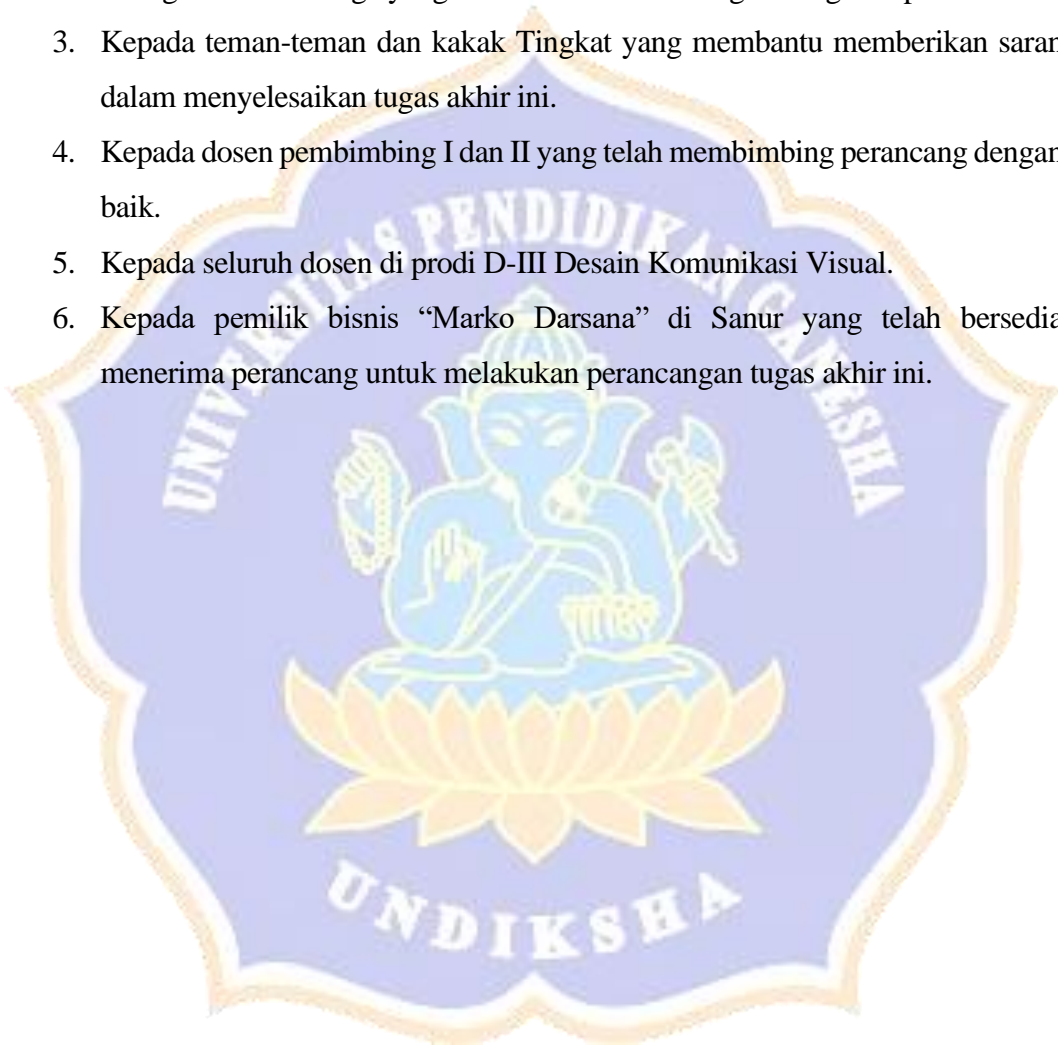 3. Kepada teman-teman dan kakak Tingkat yang membantu memberikan saran
dalam menyelesaikan tugas akhir ini.
4. Kepada dosen pembimbing I dan II yang telah membimbing perancang dengan
baik.
5. Kepada seluruh dosen di prodi D-III Desain Komunikasi Visual.
6. Kepada pemilik bisnis “Marko Darsana” di Sanur yang telah bersedia
menerima perancang untuk melakukan perancangan tugas akhir ini.
UNIVERSITAS PENDIDIKAN GANESHA
UNDIKSHA